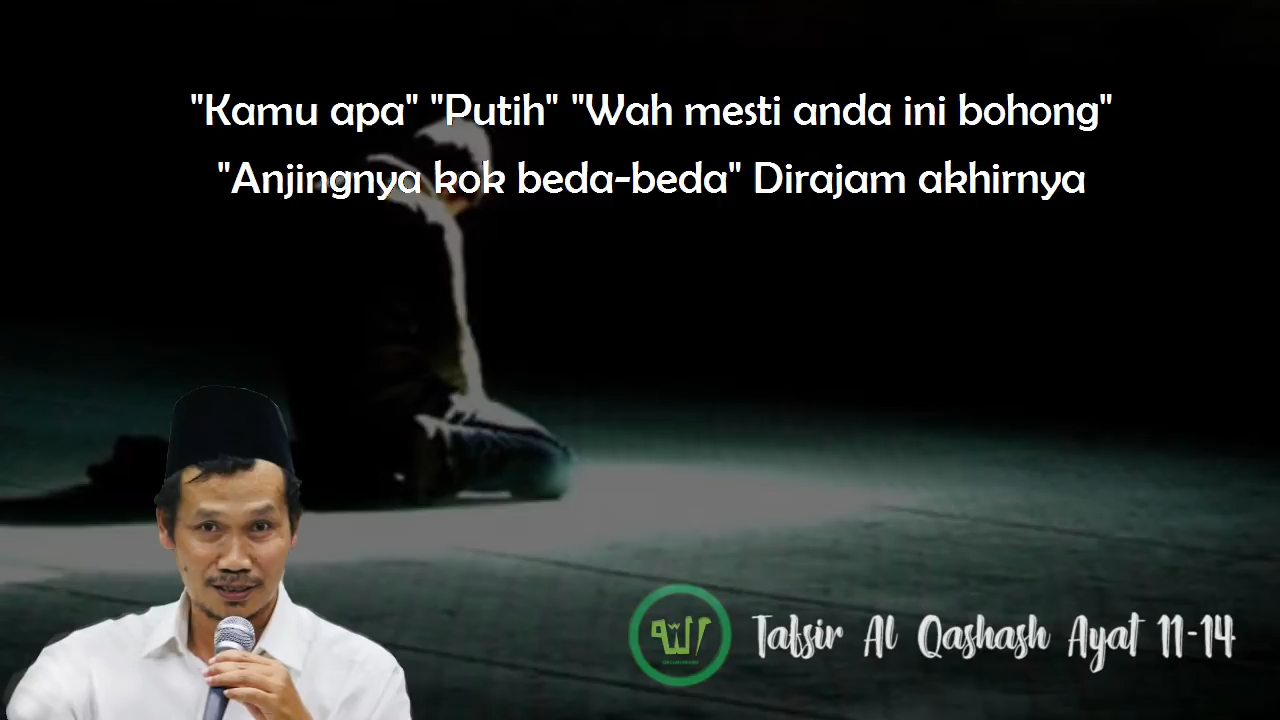 "Kamu apa" "Putih" "Wah mesti anda ini bohong"
"Anjingnya kok beda-beda" Dirajam akhirnya
Tafsir Al Qashash Ayat 11-14